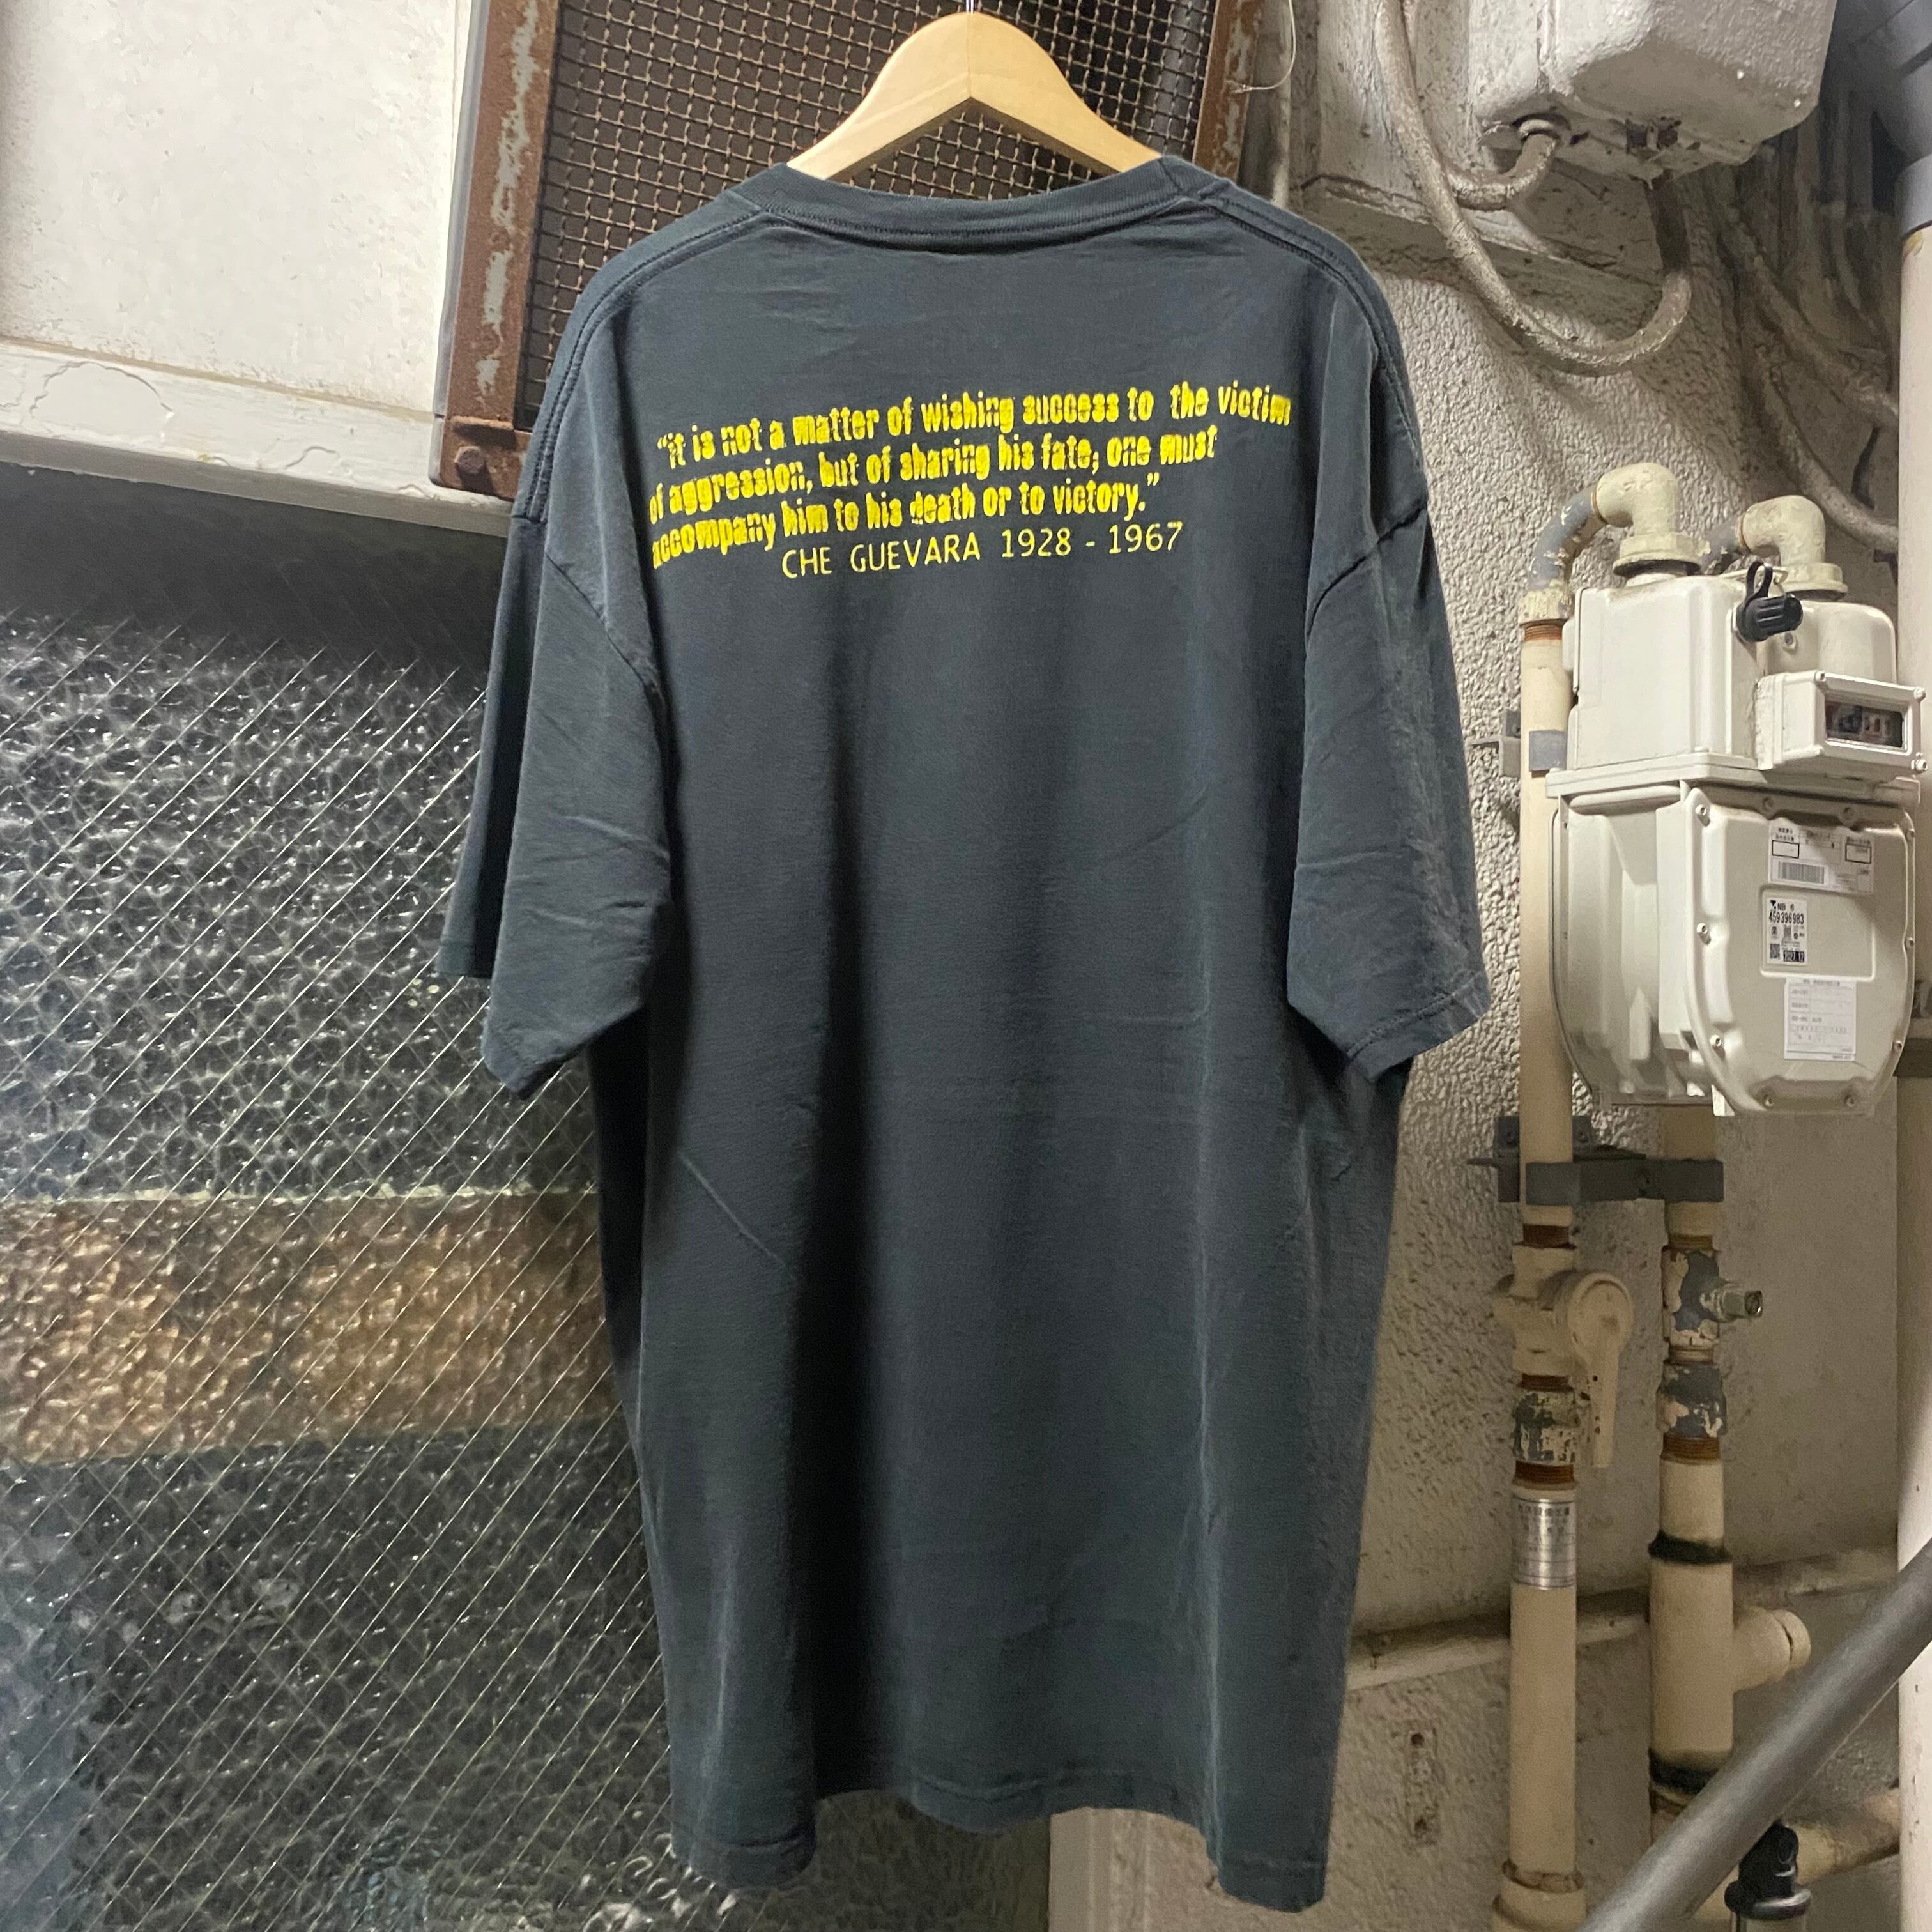 “it is not a matter of wishing success to the victim
of aggression, but of sharing his fate; one must
accompany him to his death or to victory.”
CHE GUEVARA 1928 - 1967
459396983